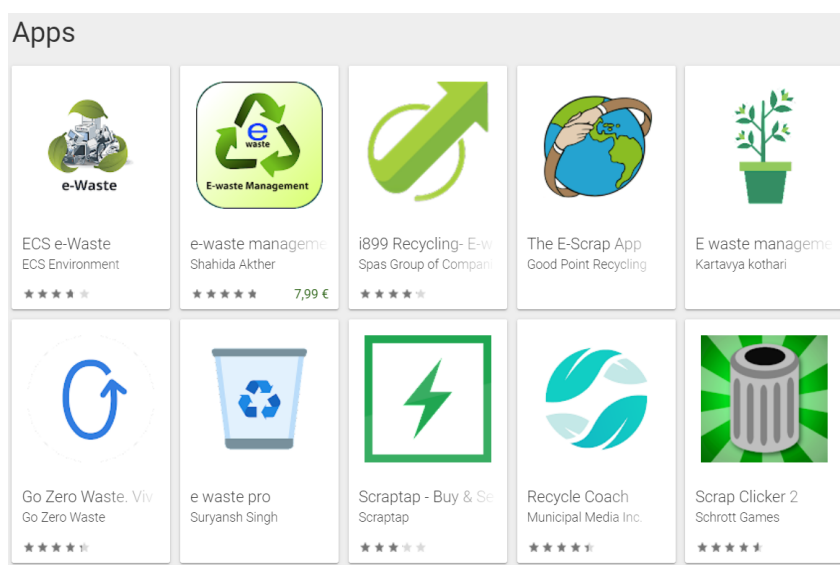 Apps
e-Waste
e
waste
E-waste Management
ECS e-Waste
ECS Environment
e-waste manageme
Shahida Akther
7,99 €
i899 Recycling- E-w
Spas Group of Compan
The E-Scrap App
Good Point Recycling
E waste manageme
Kartavya kothari
Go Zero Waste. Viv
Go Zero Waste
e waste pro
Suryansh Singh
Scraptap - Buy & Se
Scraptap
Recycle Coach
Municipal Media Inc.
Scrap Clicker 2
Schrott Games